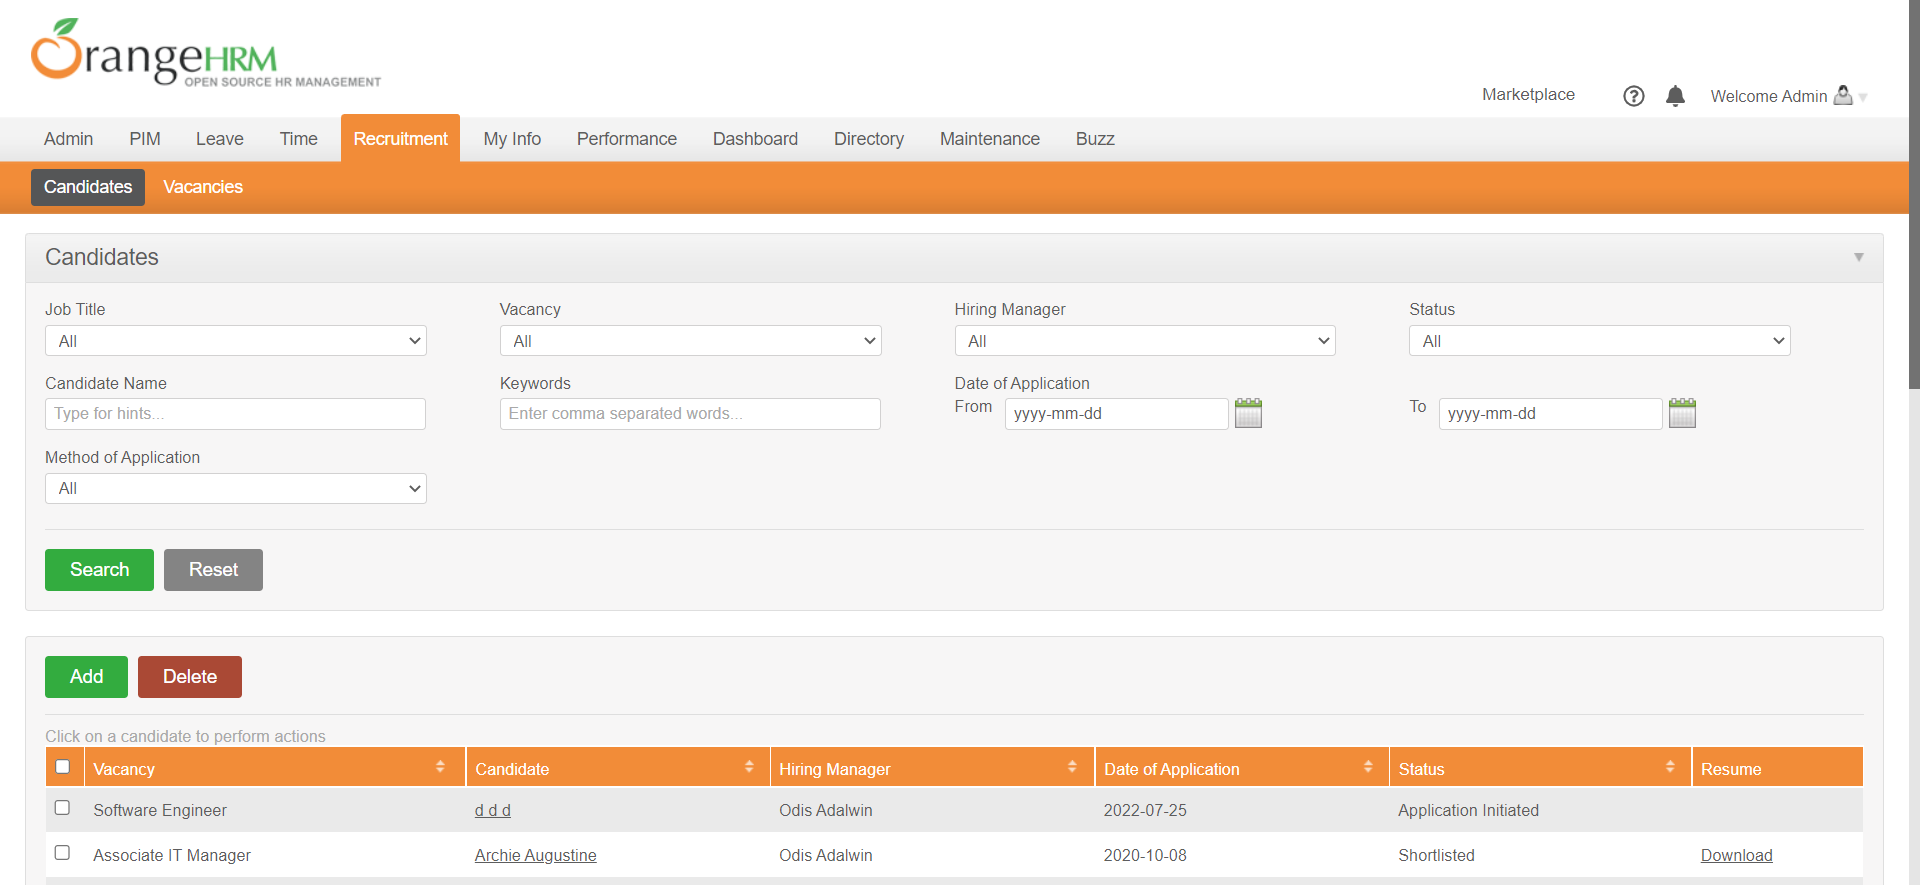 OrangeHRM
OPEN SOURCE HR MANAGEMENT
Marketplace
Welcome Admin
Admin PIM Leave Time Recruitment My Info Performance Dashboard Directory Maintenance Buzz
Candidates Vacancies
Candidates
Job Title Vacancy Hiring Manager Status
All All All All
Candidate Name Keywords Date of Application
Type for hints... Enter comma separated words... From yyyy-mm-dd To yyyy-mm-dd
Method of Application
All
Search Reset
Add Delete
Click on a candidate to perform actions
Vacancy Candidate Hiring Manager Date of Application Status Resume
Software Engineer d d d Odis Adalwin 2022-07-25 Application Initiated
Associate IT Manager Archie Augustine Odis Adalwin 2020-10-08 Shortlisted Download